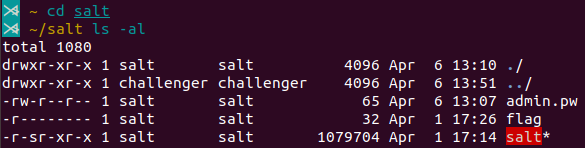 ~ cd salt
~/salt ls -al
total 1080
drwxr-xr-x 1 salt       salt          4096 Apr  6 13:10 ./
drwxr-xr-x 1 challenger challenger    4096 Apr  6 13:51 ../
-rw-r--r-- 1 salt       salt            65 Apr  6 13:07 admin.pw
-r-------- 1 salt       salt            32 Apr  1 17:26 flag
-r-sr-xr-x 1 salt       salt       1079704 Apr  1 17:14 salt*